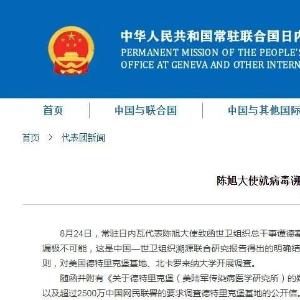 中华人民共和国常驻联合国日内
PERMANENT MISSION OF THE PEOPLE'S
OFFICE AT GENEVA AND OTHER INTERN
首页 中国与联合国 中国与其他国际
首页 > 代表团新闻
陈旭大使就病毒溯
8月24日，常驻日内瓦代表陈旭大使致函世卫组织总干事谭德塞
漏极不可能，这是中国—世卫组织溯源联合研究报告得出的明确结
则，对美国德特里克堡基地、北卡罗来纳大学开展调查。
随函并附有《关于德特里克堡（美陆军传染病医学研究所）的
以及超过2500万中国网民联署的要求调查德特里克堡基地的公开信。